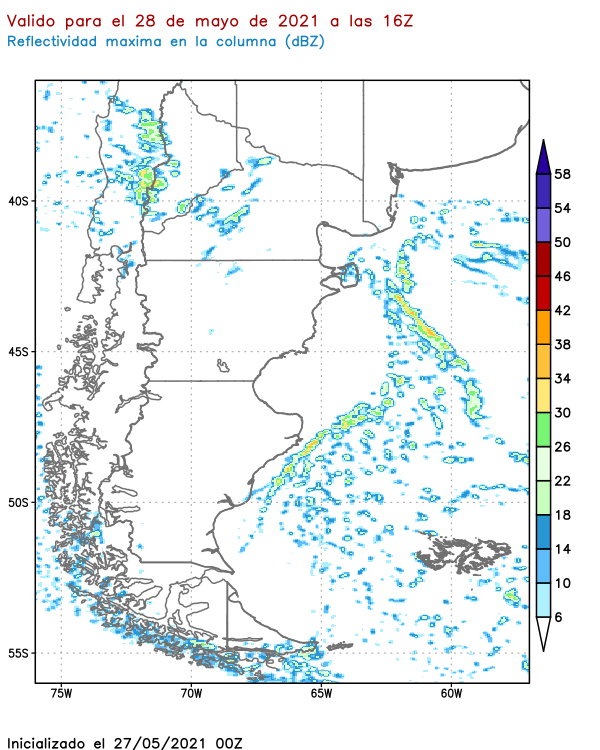 Valido para el 28 de mayo de 2021 a las 16Z
Reflectividad maxima en la columna (dBZ)
58
54
50
46
42
38
34
30
26
22
18
14
10
6
40S
45S
50S
55S
75W
70W
65W
60W
Inicializado el 27/05/2021 00Z